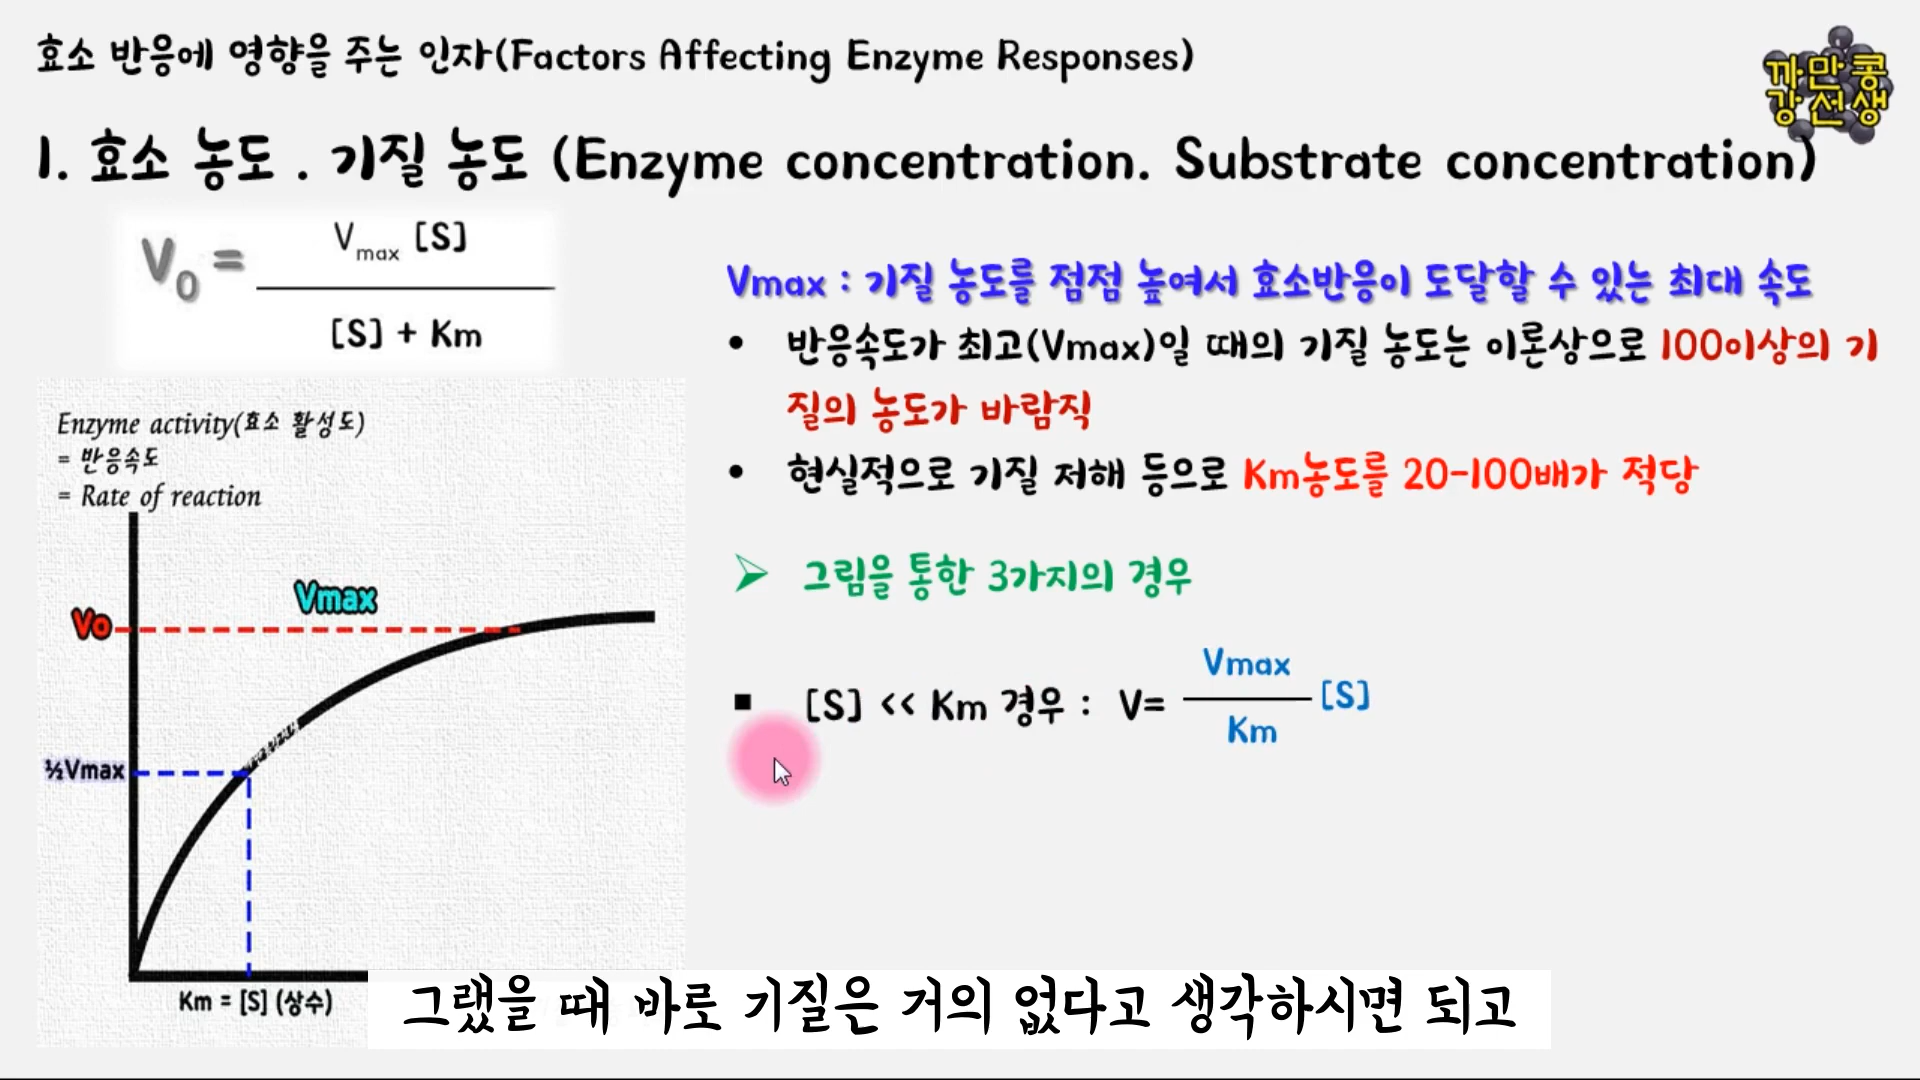 효소 반응에 영향을 주는 인자(Factors Affecting Enzyme Responses)
까만콩
강선생
1. 효소 농도 . 기질 농도 (Enzyme concentration. Substrate concentration)
V0 =
Vmax [S]
[S] + Km
Vmax : 기질 농도를 점점 높여서 효소반응이 도달할 수 있는 최대 속도
• 반응속도가 최고(Vmax)일 때의 기질 농도는 이론상으로 100이상의 기
질의 농도가 바람직
• 현실적으로 기질 저해 등으로 Km농도를 20-100배가 적당
➢ 그림을 통한 3가지의 경우
▪ [S] << Km 경우 : V=
Vmax
Km
[S]
Enzyme activity(효소 활성도)
= 반응속도
= Rate of reaction
Vmax
Vo
½Vmax
Km = [S] (상수)
그랬을 때 바로 기질은 거의 없다고 생각하시면 되고